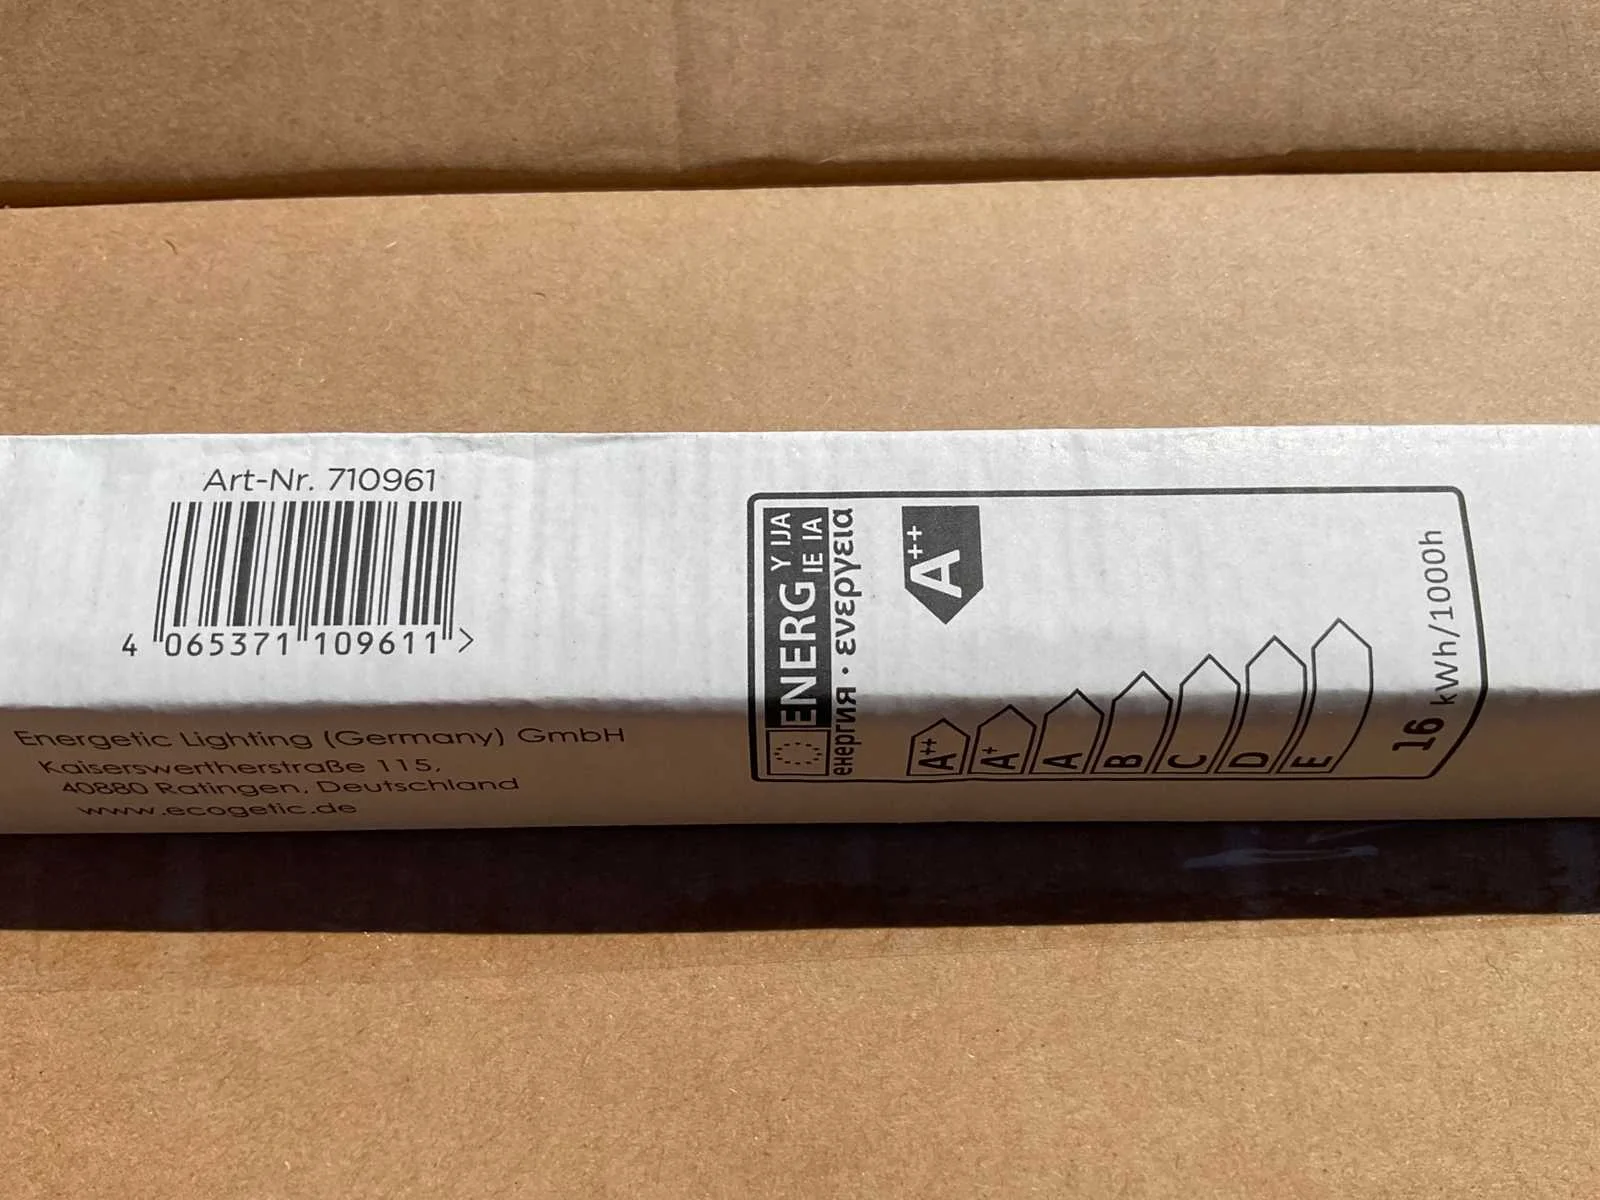 Art-Nr. 710961
4 065371 109611 >
Energetic Lighting (Germany) GmbH
Kaiserswertherstraße 115,
40880 Ratingen, Deutschland
www.ecogetic.de
ENERG Y IJA
IE IA
енергия · ενεργεια
A++
A++
A+
A
B
C
D
E
16 kWh/1000h